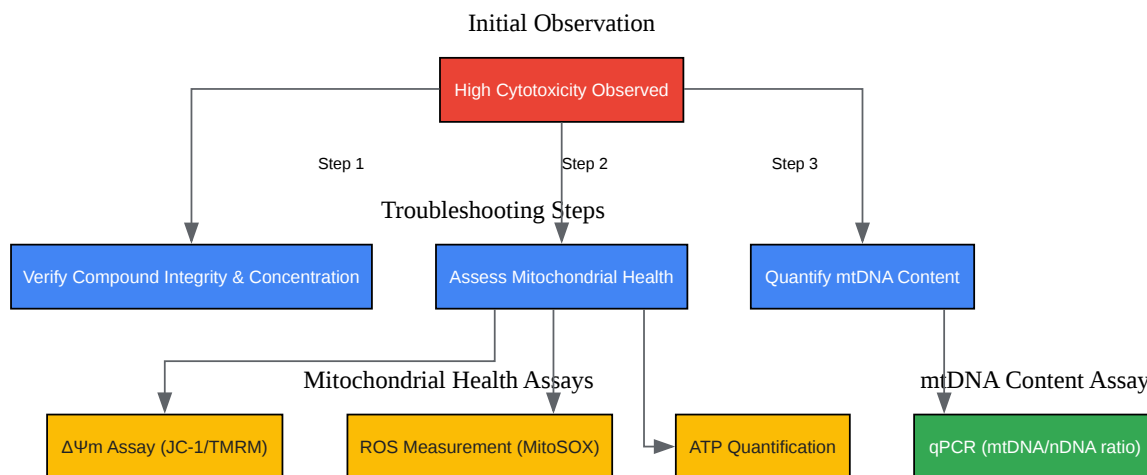 Initial Observation
High Cytotoxicity Observed
Step 1
Step 2
Step 3
Troubleshooting Steps
Verify Compound Integrity & Concentration
Assess Mitochondrial Health
Quantify mtDNA Content
Mitochondrial Health Assays
mtDNA Content Assay
ΔΨm Assay (JC-1/TMRM)
ROS Measurement (MitoSOX)
ATP Quantification
qPCR (mtDNA/nDNA ratio)